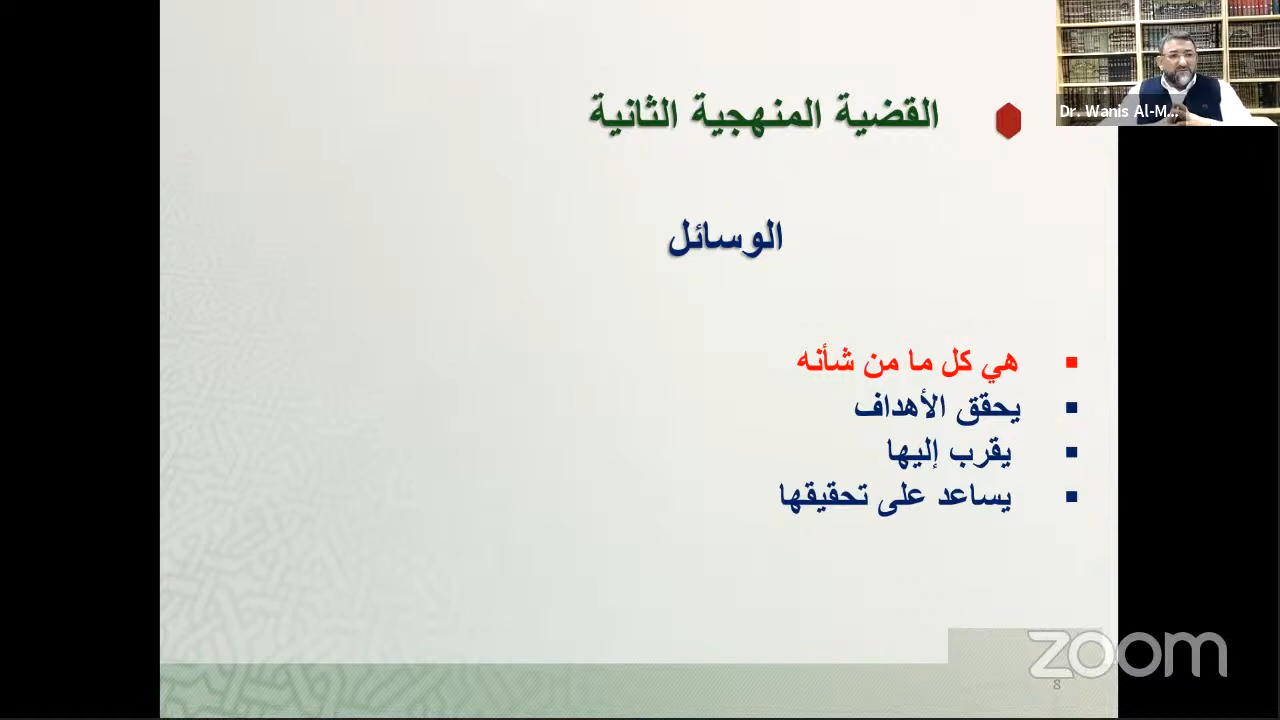 القضية المنهجية الثانية
الوسائل
هي كل ما من شأنه
يحقق الأهداف
يقرب إليها
يساعد على تحقيقها
Dr. Wanis Al-M...
zoom
8